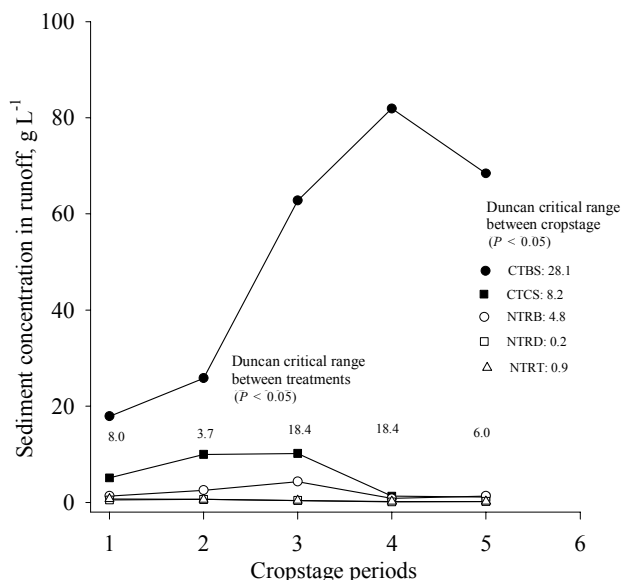 100
80
60
40
20
0
Sediment concentration in runoff, g L⁻¹
Duncan critical range
between cropstage
(P < 0.05)
CTBS: 28.1
CTCS: 8.2
NTRB: 4.8
NTRD: 0.2
NTRT: 0.9
Duncan critical range
between treatments
(P < 0.05)
8.0 3.7 18.4 18.4 6.0
1 2 3 4 5 6
Cropstage periods